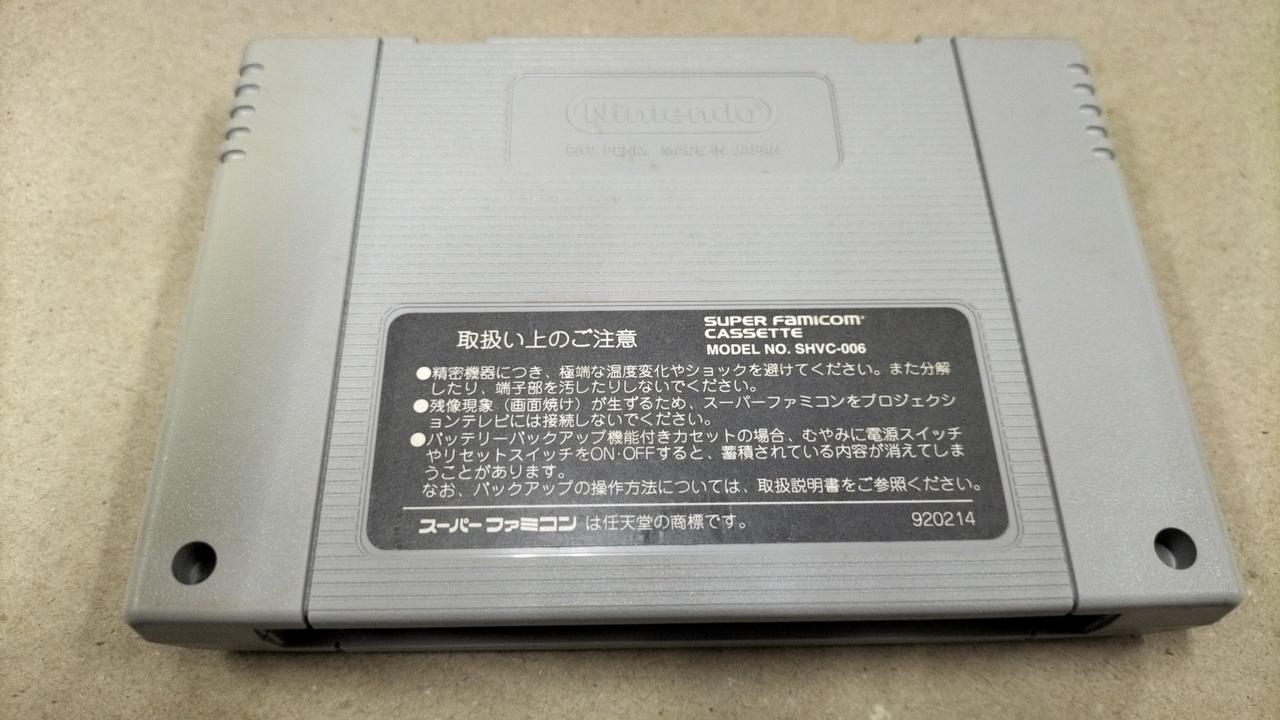 Nintendo®
PAT. PEND. MADE IN JAPAN
取扱い上のご注意
SUPER FAMICOM®
CASSETTE
MODEL NO. SHVC-006
●精密機器につき、極端な温度変化やショックを避けてください。また分解
したり、端子部を汚したりしないでください。
●残像現象（画面焼け）が生ずるため、スーパーファミコンをプロジェクシ
ョンテレビには接続しないでください。
●バッテリーバックアップ機能付きカセットの場合、むやみに電源スイッチ
やリセットスイッチをON・OFFすると、蓄積されている内容が消えてしま
うことがあります。
なお、バックアップの操作方法については、取扱説明書をご参照ください。
スーパーファミコン は任天堂の商標です。
920214